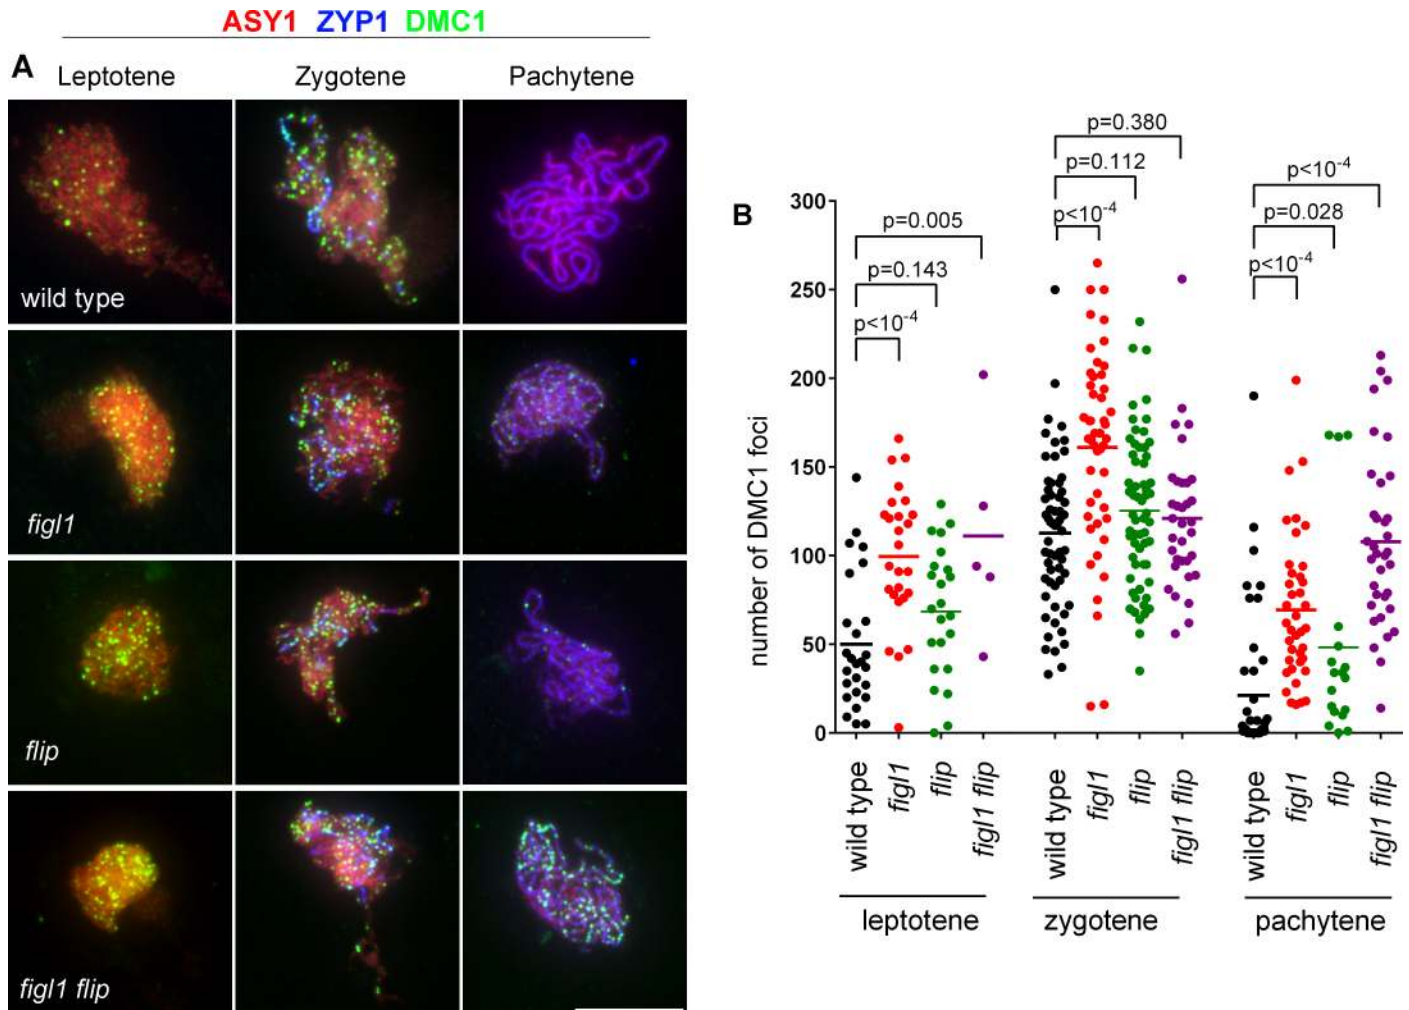 ASY1 ZYP1 DMC1
A
Leptotene Zygotene Pachytene
wild type
figl1
flip
figl1 flip
B
number of DMC1 foci
300
250
200
150
100
50
0
p=0.005
p=0.143
p<10-4
p=0.380
p=0.112
p<10-4
p<10-4
p=0.028
p<10-4
wild type
figl1
flip
figl1 flip
wild type
figl1
flip
figl1 flip
wild type
figl1
flip
figl1 flip
leptotene zygotene pachytene